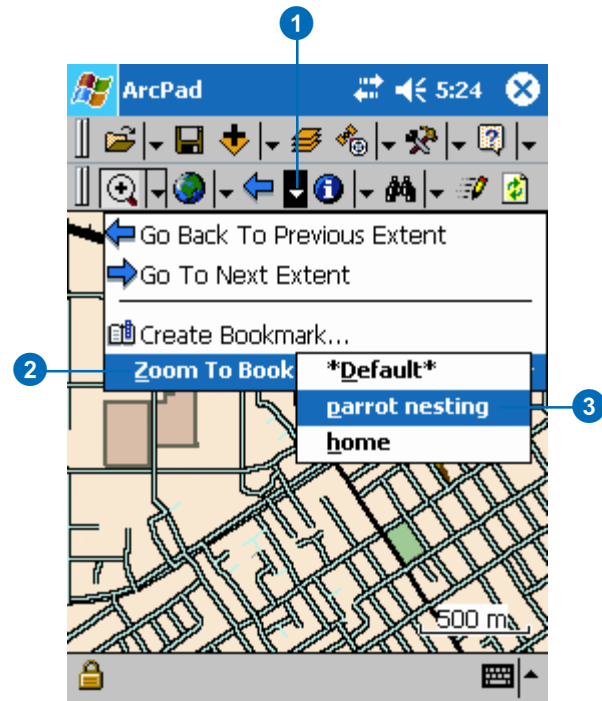 1
ArcPad 5:24
Go Back To Previous Extent
Go To Next Extent
Create Bookmark...
2 Zoom To Book *Default*
parrot nesting 3
home
500 m